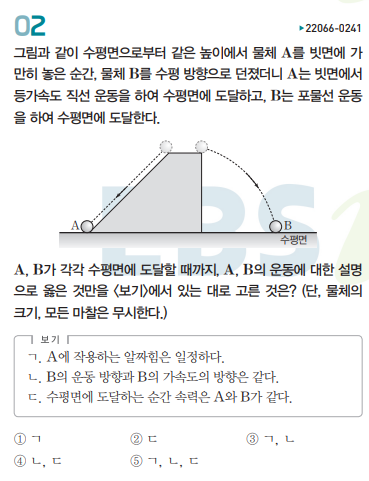 02
▶22066-0241
그림과 같이 수평면으로부터 같은 높이에서 물체 A를 빗면에 가
만히 놓은 순간, 물체 B를 수평 방향으로 던졌더니 A는 빗면에서
등가속도 직선 운동을 하여 수평면에 도달하고, B는 포물선 운동
을 하여 수평면에 도달한다.
A
B
수평면
EBS
A, B가 각각 수평면에 도달할 때까지, A, B의 운동에 대한 설명
으로 옳은 것만을 <보기>에서 있는 대로 고른 것은? (단, 물체의
크기, 모든 마찰은 무시한다.)
보기
ㄱ. A에 작용하는 알짜힘은 일정하다.
ㄴ. B의 운동 방향과 B의 가속도의 방향은 같다.
ㄷ. 수평면에 도달하는 순간 속력은 A와 B가 같다.
① ㄱ ② ㄷ ③ ㄱ, ㄴ
④ ㄴ, ㄷ ⑤ ㄱ, ㄴ, ㄷ